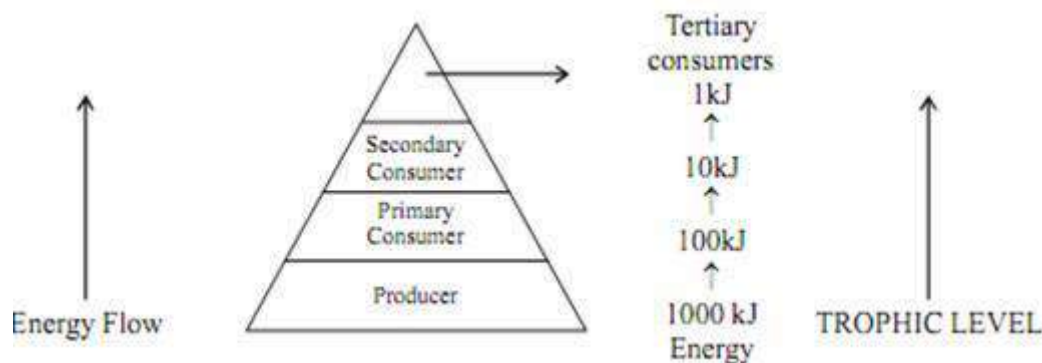 Tertiary
consumers
1kJ
↑
Secondary
Consumer
10kJ
↑
Primary
Consumer
100kJ
↑
Producer
1000 kJ
Energy
Energy Flow
TROPHIC LEVEL